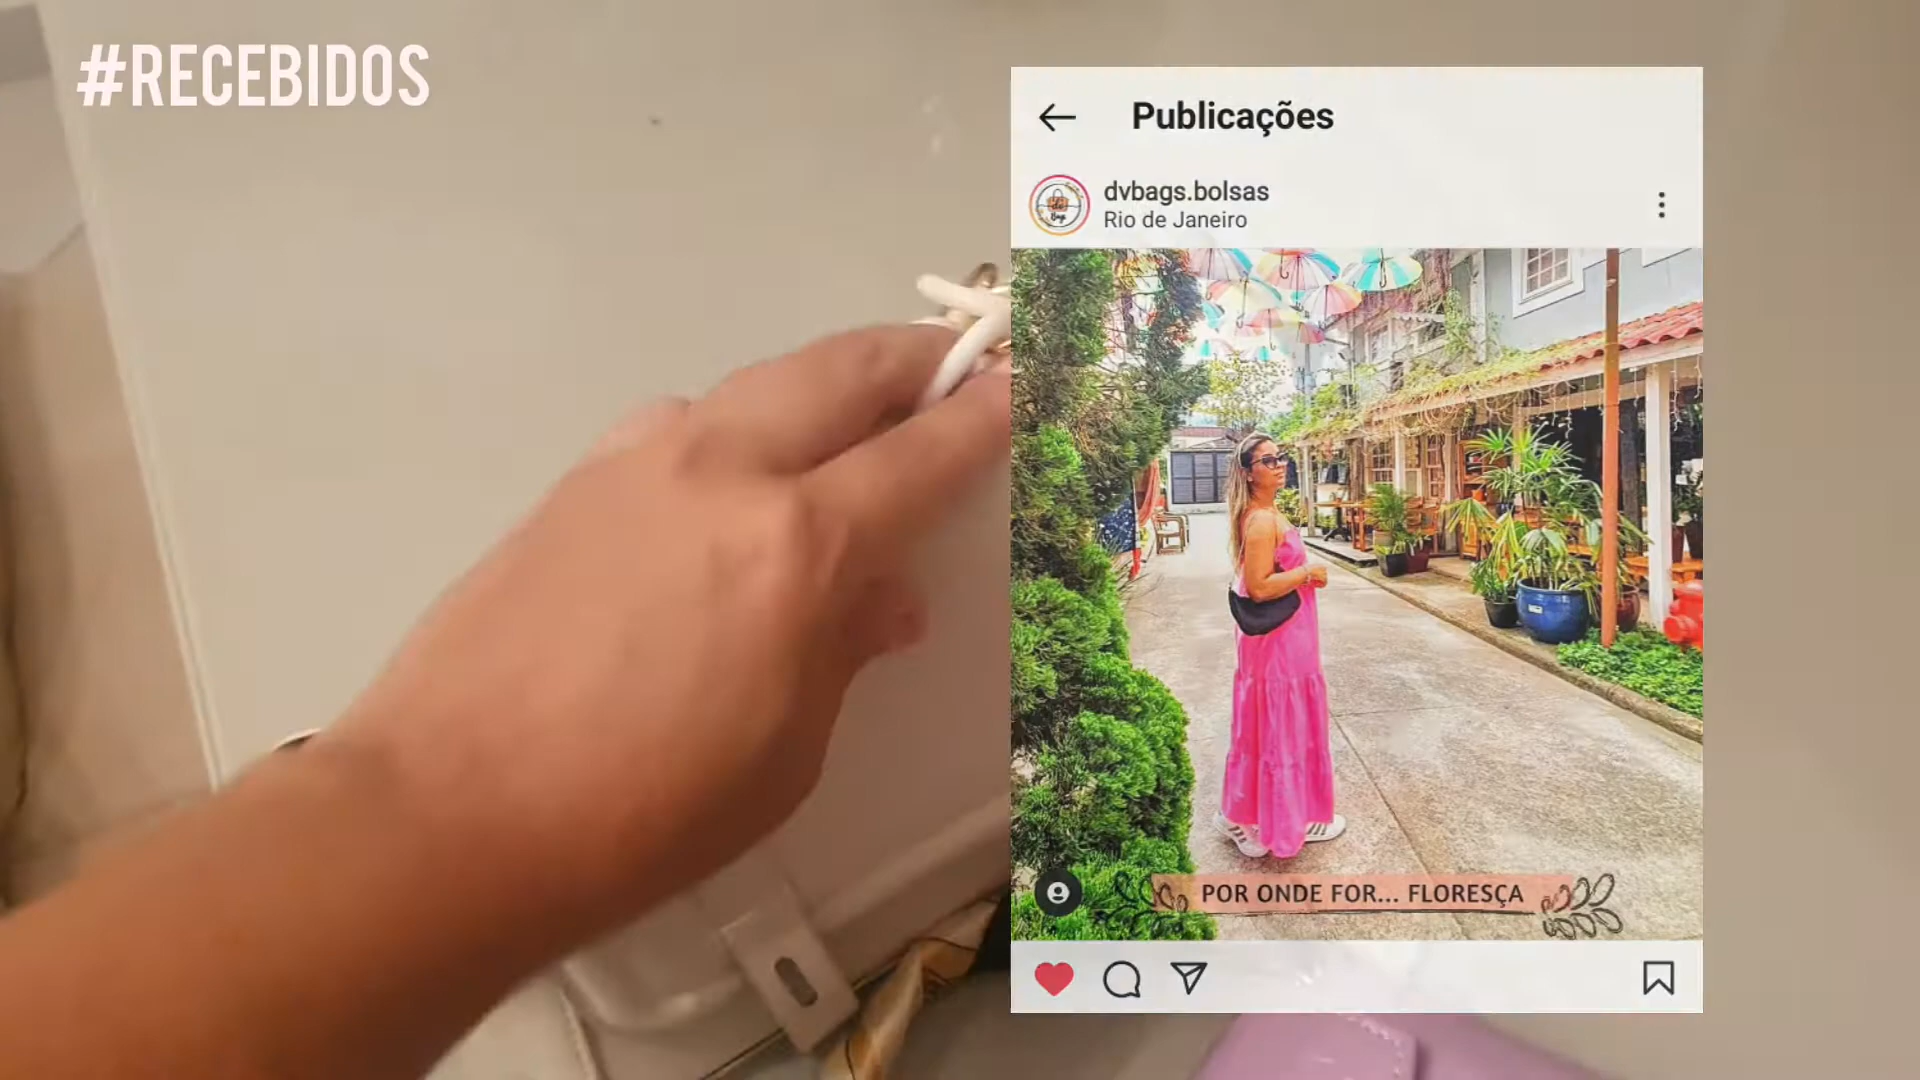 #RECEBIDOS
Publicações
dvbags.bolsas
Rio de Janeiro
POR ONDE FOR... FLORESÇA